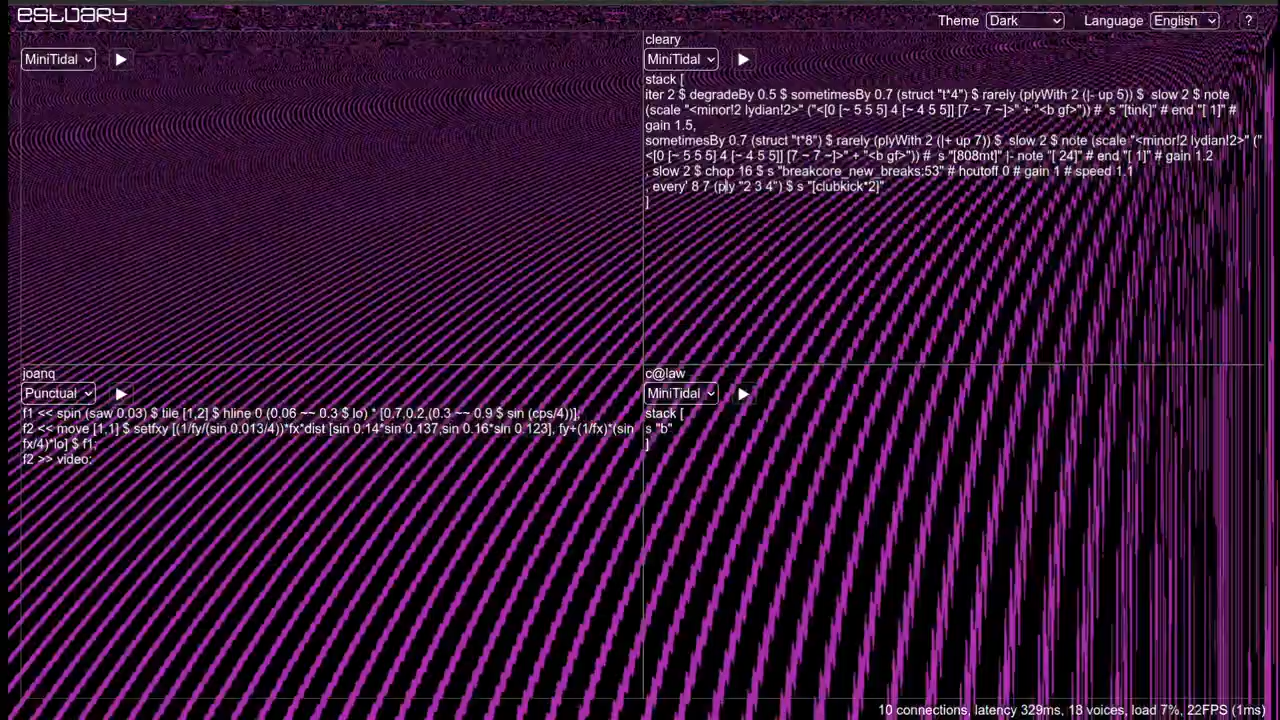 estuary
Theme Dark Language English ?
MiniTidal
cleary
MiniTidal
stack [
iter 2 $ degradeBy 0.5 $ sometimesBy 0.7 (struct "t*4") $ rarely (plyWith 2 (|- up 5)) $  slow 2 $ note
(scale "<minor!2 lydian!2>" ("<[0 [~ 5 5 5] 4 [~ 4 5 5]] [7 ~ 7 ~]>" + "<b gf>")) #  s "[tink]" # end "[ 1]" #
gain 1.5,
sometimesBy 0.7 (struct "t*8") $ rarely (plyWith 2 (|+ up 7)) $  slow 2 $ note (scale "<minor!2 lydian!2>" ("
<[0 [~ 5 5 5] 4 [~ 4 5 5]] [7 ~ 7 ~]>" + "<b gf>")) #  s "[808mt]" |- note "[ 24]" # end "[ 1]" # gain 1.2
, slow 2 $ chop 16 $ s "breakcore_new_breaks:53" # hcutoff 0 # gain 1 # speed 1.1
, every' 8 7 (ply "2 3 4") $ s "[clubkick*2]"
]
joanq
Punctual
f1 << spin (saw 0.03) $ tile [1,2] $ hline 0 (0.06 ~~ 0.3 $ lo) * [0.7,0.2,(0.3 ~~ 0.9 $ sin (cps/4))];
f2 << move [1,1] $ setfxy [(1/fy/(sin 0.013/4))*fx*dist [sin 0.14*sin 0.137,sin 0.16*sin 0.123], fy+(1/fx)*(sin
fx/4)*lo] $ f1;
f2 >> video;
c@law
MiniTidal
stack [
s "b"
]
10 connections, latency 329ms, 18 voices, load 7%, 22FPS (1ms)